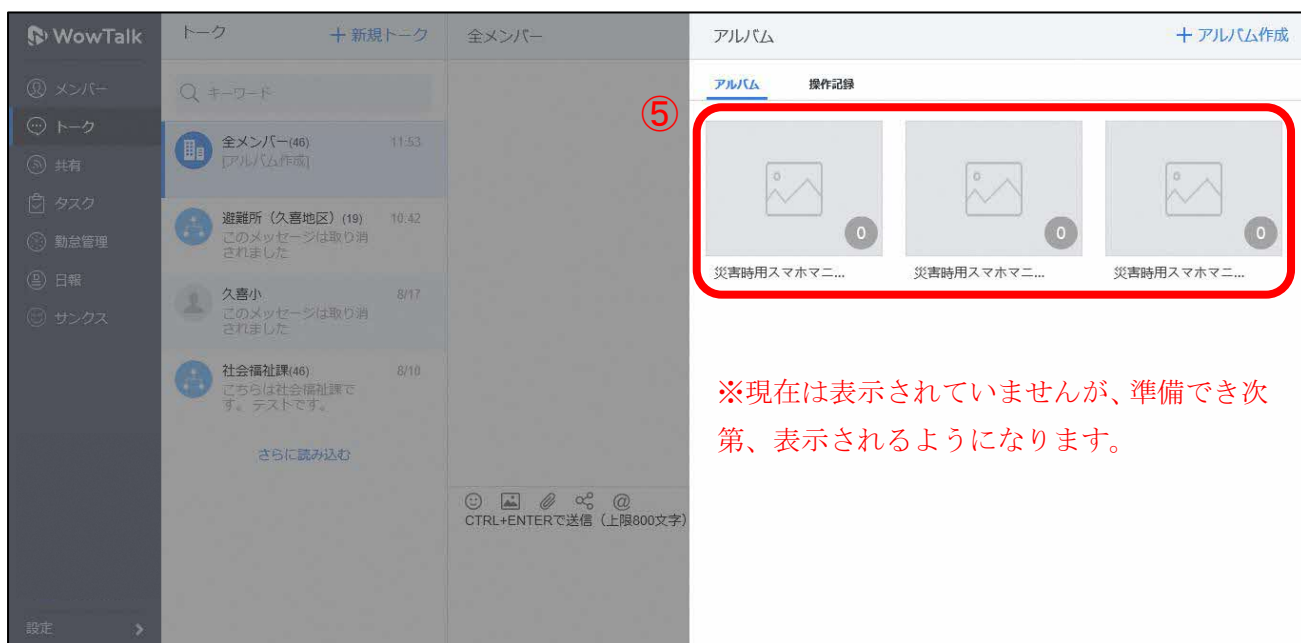 WowTalk
メンバー
トーク
共有
タスク
勤怠管理
日報
サンクス
設定
トーク
+ 新規トーク
キーワード
全メンバー(46) 11:53
[アルバム作成]
避難所（久喜地区）(19) 10:42
このメッセージは取り消
されました
久喜小 8/17
このメッセージは取り消
されました
社会福祉課(46) 8/10
こちらは社会福祉課で
す。テストです。
さらに読み込む
全メンバー
CTRL+ENTERで送信（上限800文字）
アルバム
+ アルバム作成
アルバム 操作記録
⑤
0 0 0
災害時用スマホマニ... 災害時用スマホマニ... 災害時用スマホマニ...
※現在は表示されていませんが、準備でき次
第、表示されるようになります。